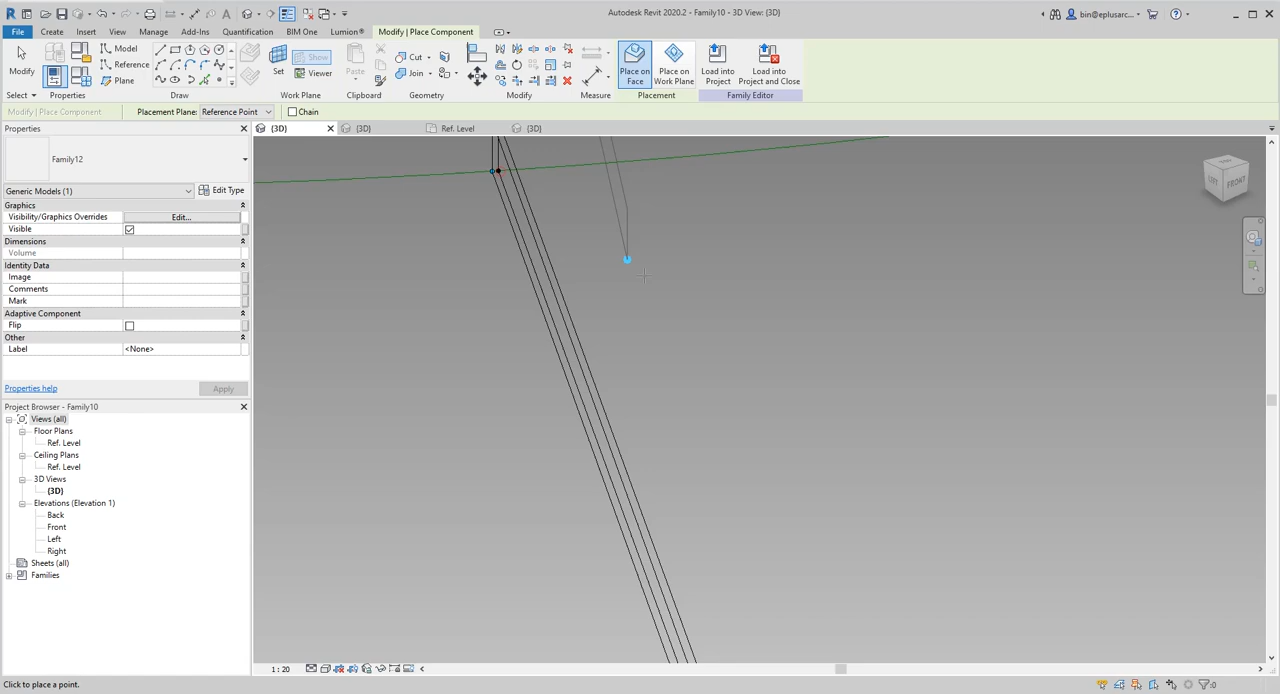 Autodesk Revit 2020.2 - Family10 - 3D View: {3D}
bin@eplusarc...
File Create Insert View Manage Add-Ins Quantification BIM One Lumion® Modify | Place Component
Modify
Select
Properties
Model
Reference
Plane
Draw
Set
Show
Viewer
Work Plane
Paste
Clipboard
Cut
Join
Geometry
Modify
Measure
Place on Face
Place on Work Plane
Placement
Load into Project
Load into Project and Close
Family Editor
Modify | Place Component Placement Plane: Reference Point Chain
Properties
{3D} {3D} Ref. Level {3D}
Family12
Generic Models (1) Edit Type
Graphics
Visibility/Graphics Overrides Edit...
Visible
Dimensions
Volume
Identity Data
Image
Comments
Mark
Adaptive Component
Flip
Other
Label <None>
Properties help Apply
Project Browser - Family10
Views (all)
Floor Plans
Ref. Level
Ceiling Plans
Ref. Level
3D Views
{3D}
Elevations (Elevation 1)
Back
Front
Left
Right
Sheets (all)
Families
LEFT FRONT
1 : 20
Click to place a point.
:0